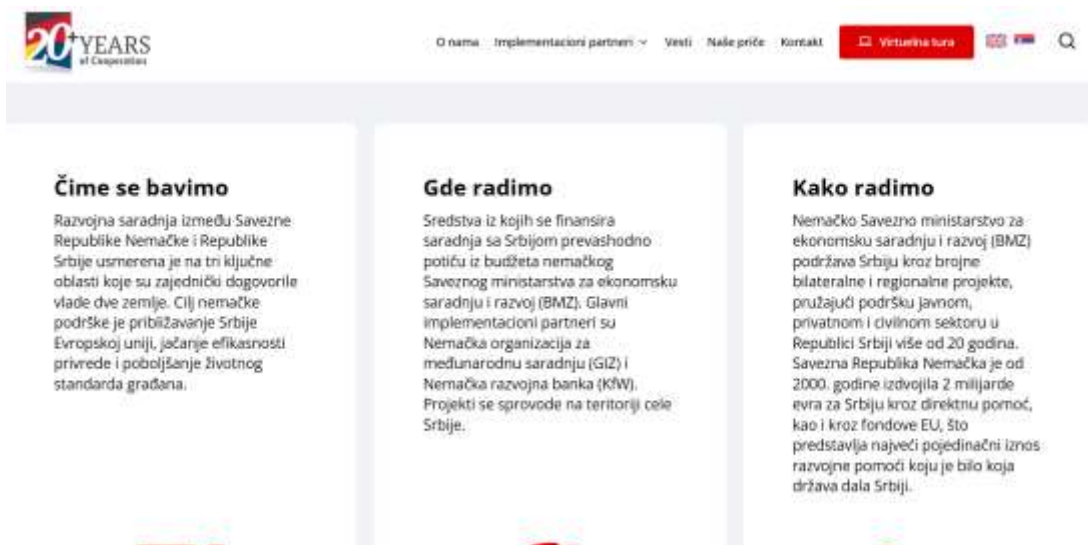 20+ YEARS
of Cooperation
O nama Implementacioni partneri Vesti Naše priče Kontakt Virtuelna tura
Čime se bavimo
Razvojna saradnja između Savezne
Republike Nemačke i Republike
Srbije usmerena je na tri ključne
oblasti koje su zajednički dogovorile
vlade dve zemlje. Cilj nemačke
podrške je približavanje Srbije
Evropskoj uniji, jačanje efikasnosti
privrede i poboljšanje životnog
standarda građana.
Gde radimo
Sredstva iz kojih se finansira
saradnja sa Srbijom prevashodno
potiču iz budžeta nemačkog
Saveznog ministarstva za ekonomsku
saradnju i razvoj (BMZ). Glavni
implementacioni partneri su
Nemačka organizacija za
međunarodnu saradnju (GIZ) i
Nemačka razvojna banka (KfW).
Projekti se sprovode na teritoriji cele
Srbije.
Kako radimo
Nemačko Savezno ministarstvo za
ekonomsku saradnju i razvoj (BMZ)
podržava Srbiju kroz brojne
bilateralne i regionalne projekte,
pružajući podršku javnom,
privatnom i civilnom sektoru u
Republici Srbiji više od 20 godina.
Savezna Republika Nemačka je od
2000. godine izdvojila 2 milijarde
evra za Srbiju kroz direktnu pomoć,
kao i kroz fondove EU, što
predstavlja najveći pojedinačni iznos
razvojne pomoći koju je bilo koja
država dala Srbiji.